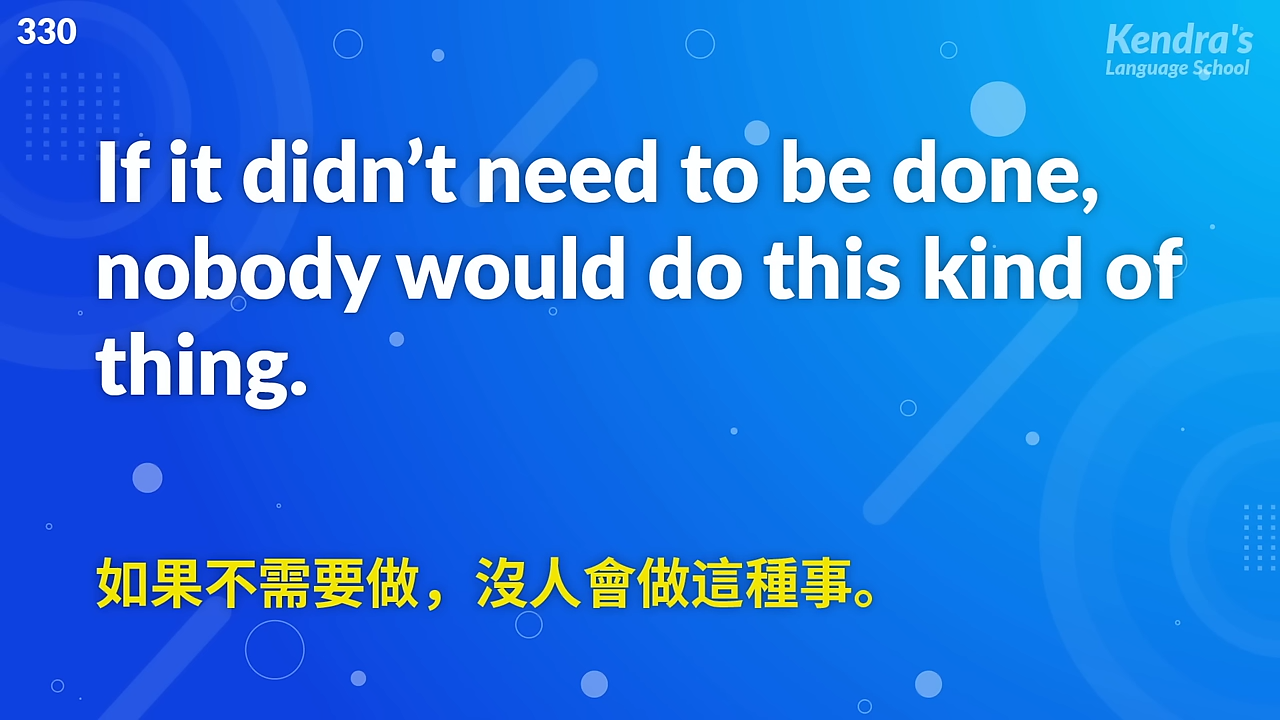 330
Kendra's
Language School
If it didn’t need to be done,
nobody would do this kind of
thing.
如果不需要做，沒人會做這種事。